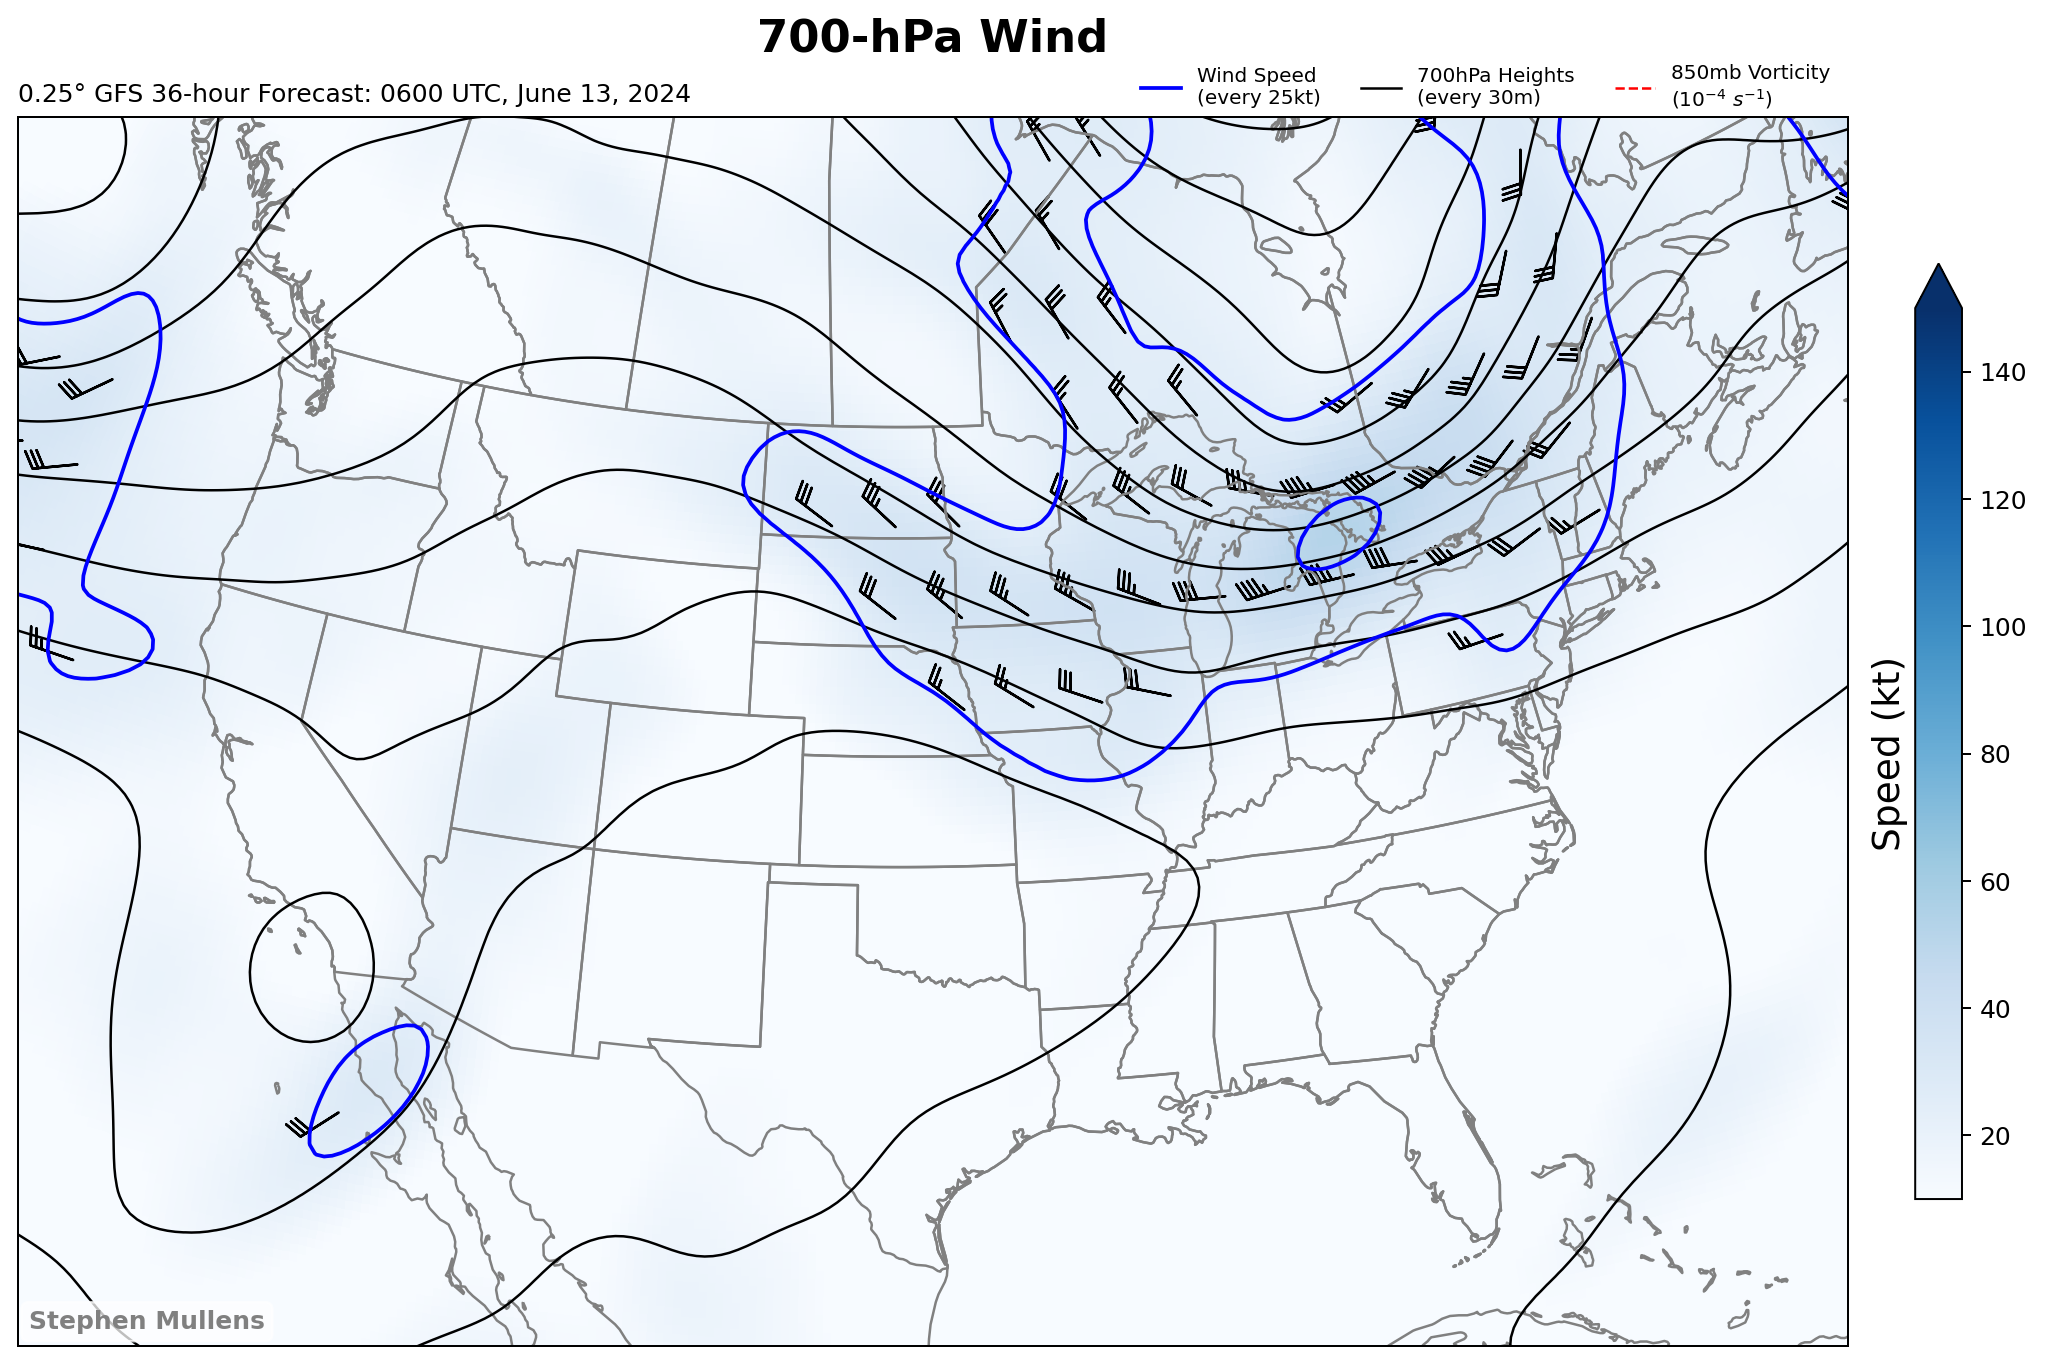 700-hPa Wind
0.25° GFS 36-hour Forecast: 0600 UTC, June 13, 2024
Wind Speed
(every 25kt)
700hPa Heights
(every 30m)
850mb Vorticity
(10⁻⁴ s⁻¹)
140
120
100
80
60
40
20
Speed (kt)
Stephen Mullens